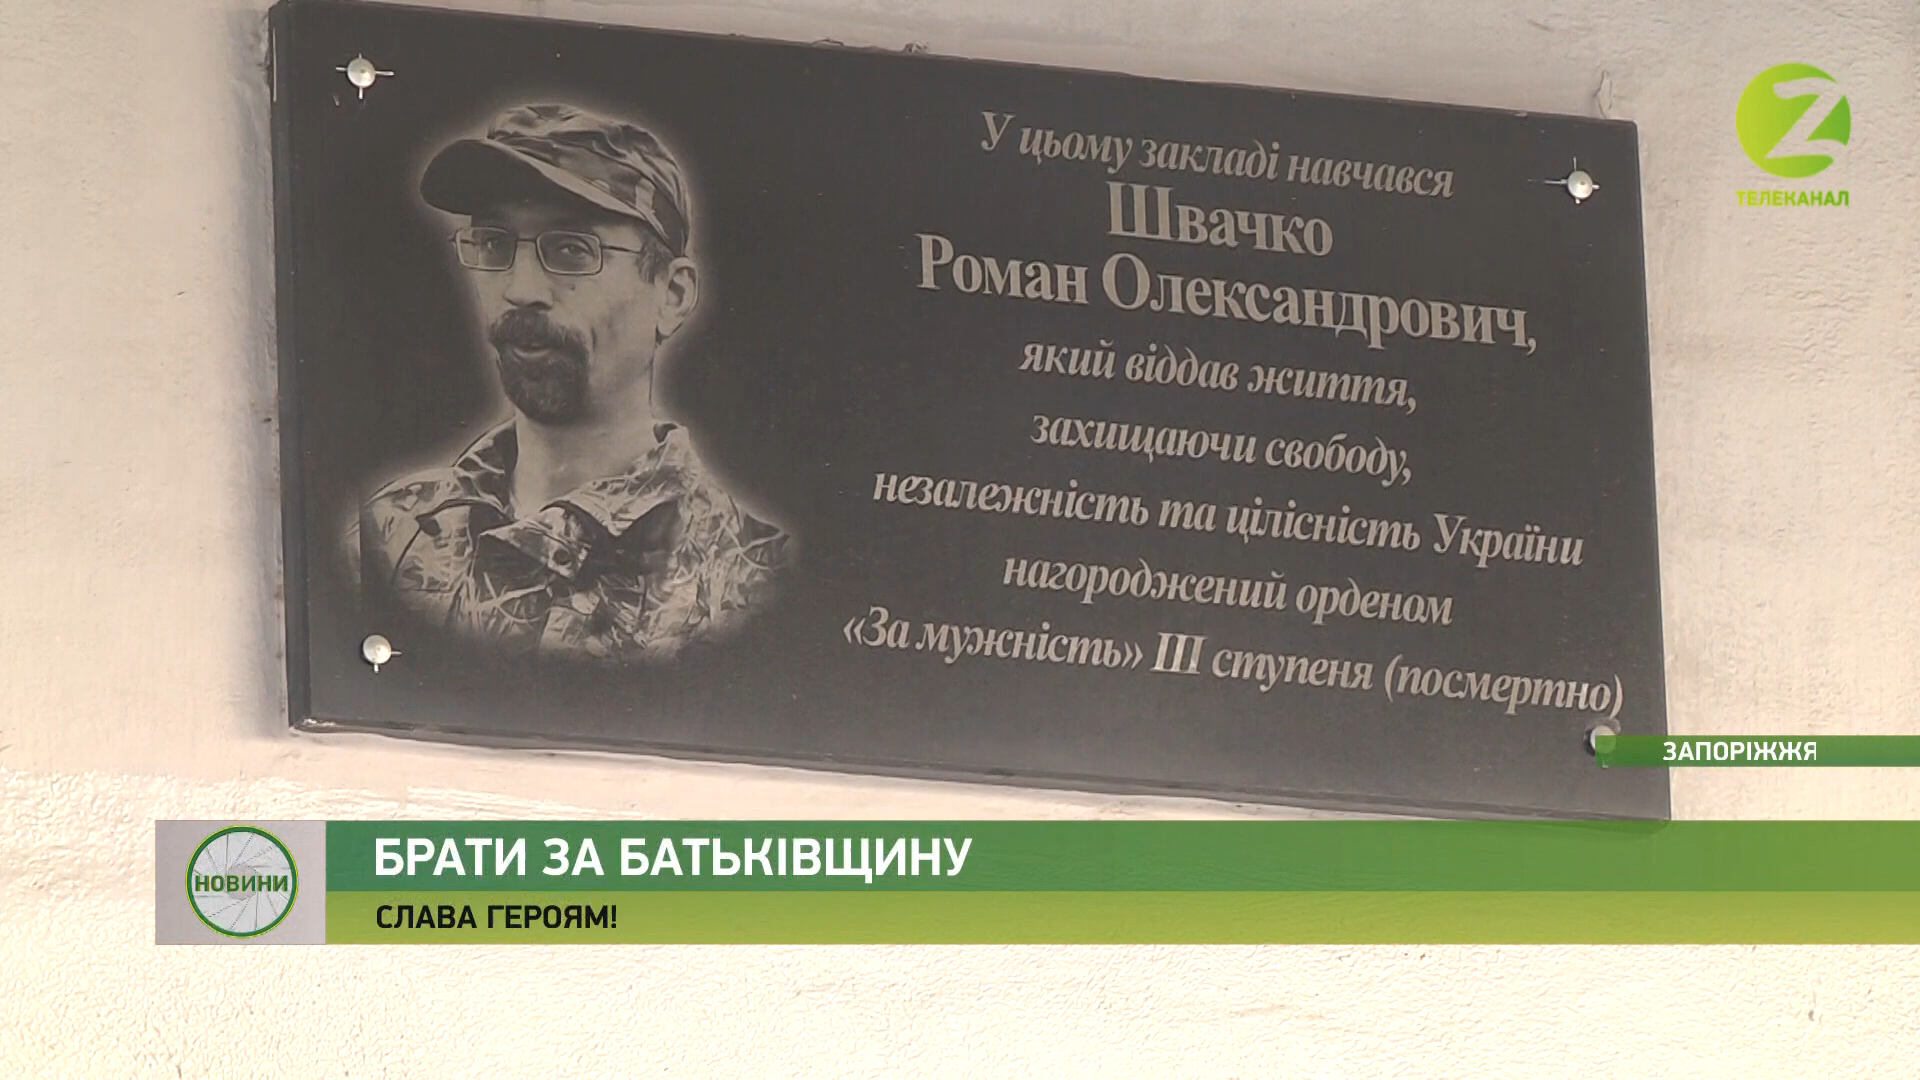 У цьому закладі навчався
Швачко
Роман Олександрович,
який віддав життя,
захищаючи свободу,
незалежність та цілісність України
нагороджений орденом
«За мужність» ІІІ ступеня (посмертно)
Z
ТЕЛЕКАНАЛ
ЗАПОРІЖЖЯ
НОВИНИ
БРАТИ ЗА БАТЬКІВЩИНУ
СЛАВА ГЕРОЯМ!